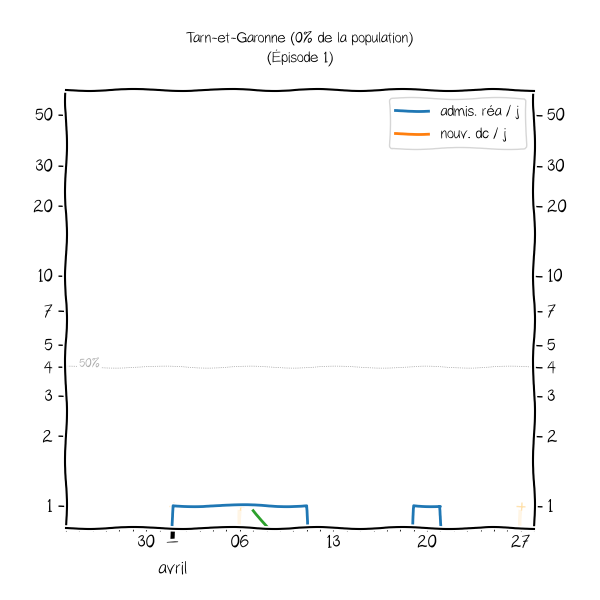 Tarn-et-Garonne (0% de la population)
(Épisode 1)
admis. réa / j
nouv. dc / j
50 50
30 30
20 20
10 10
7 7
5 5
50%
4 4
3 3
2 2
1 1
30 06 13 20 27
avril